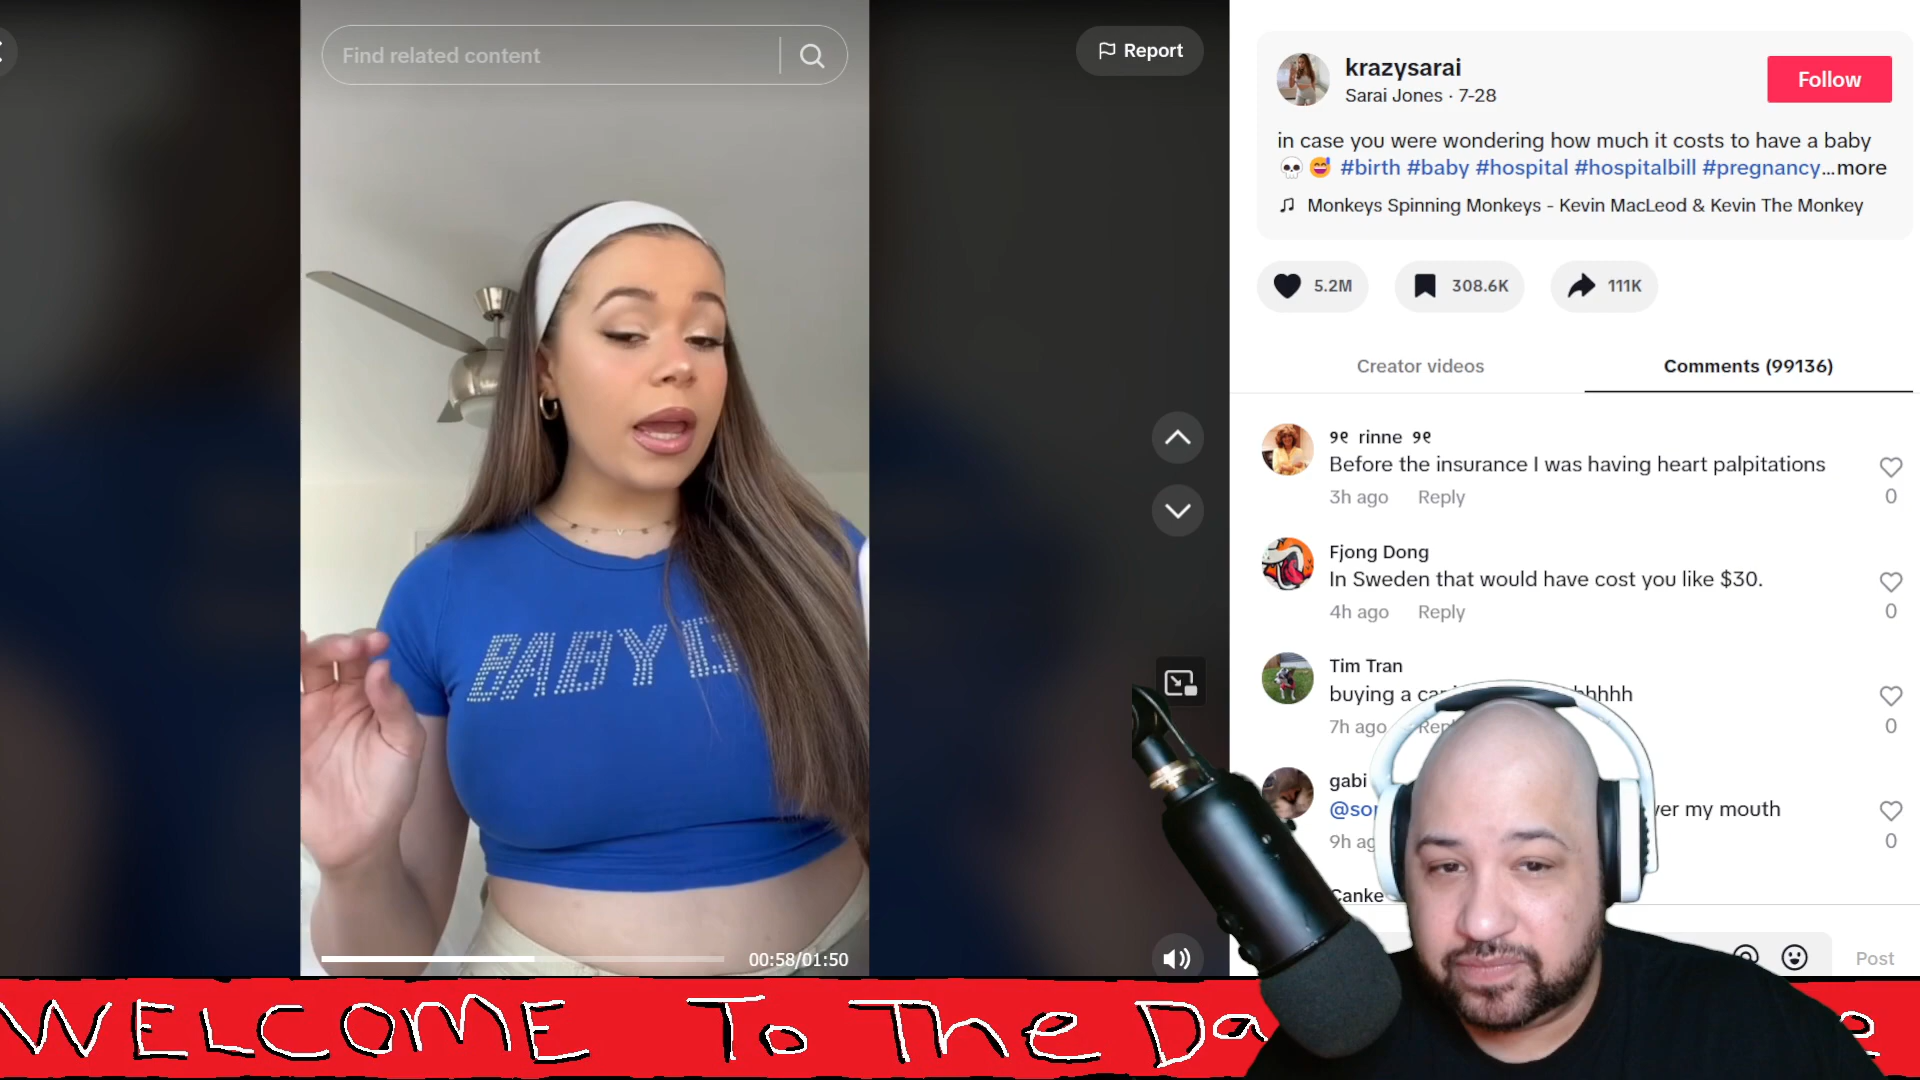 Find related content
Report
BABY
00:58/01:50
krazysarai
Sarai Jones · 7-28
Follow
in case you were wondering how much it costs to have a baby
💀 😅 #birth #baby #hospital #hospitalbill #pregnancy...more
Monkeys Spinning Monkeys - Kevin MacLeod & Kevin The Monkey
5.2M
308.6K
111K
Creator videos
Comments (99136)
୨୧ rinne ୨୧
Before the insurance I was having heart palpitations
3h ago Reply
0
Fjong Dong
In Sweden that would have cost you like $30.
4h ago Reply
0
Tim Tran
buying a
7h ago
0
gabi
my mouth
9h
0
Post
WELCOME To The